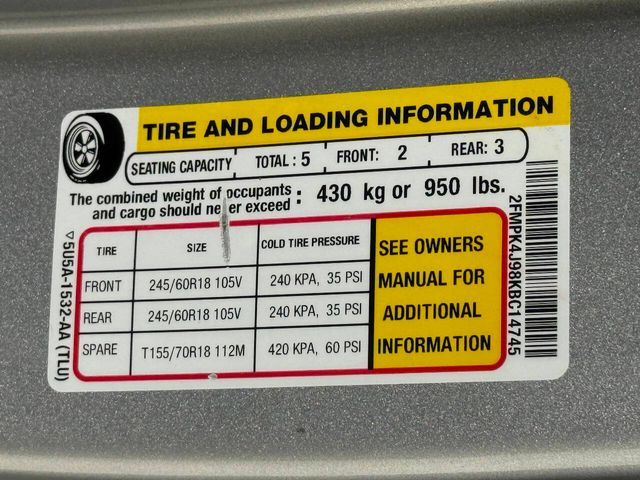 TIRE AND LOADING INFORMATION
SEATING CAPACITY TOTAL : 5 FRONT: 2 REAR: 3
The combined weight of occupants
and cargo should never exceed : 430 kg or 950 lbs.
TIRE SIZE COLD TIRE PRESSURE
FRONT 245/60R18 105V 240 KPA, 35 PSI
REAR 245/60R18 105V 240 KPA, 35 PSI
SPARE T155/70R18 112M 420 KPA, 60 PSI
SEE OWNERS
MANUAL FOR
ADDITIONAL
INFORMATION
▽5U5A-1532-AA (TLU)
2FMPK4J98KBC14745